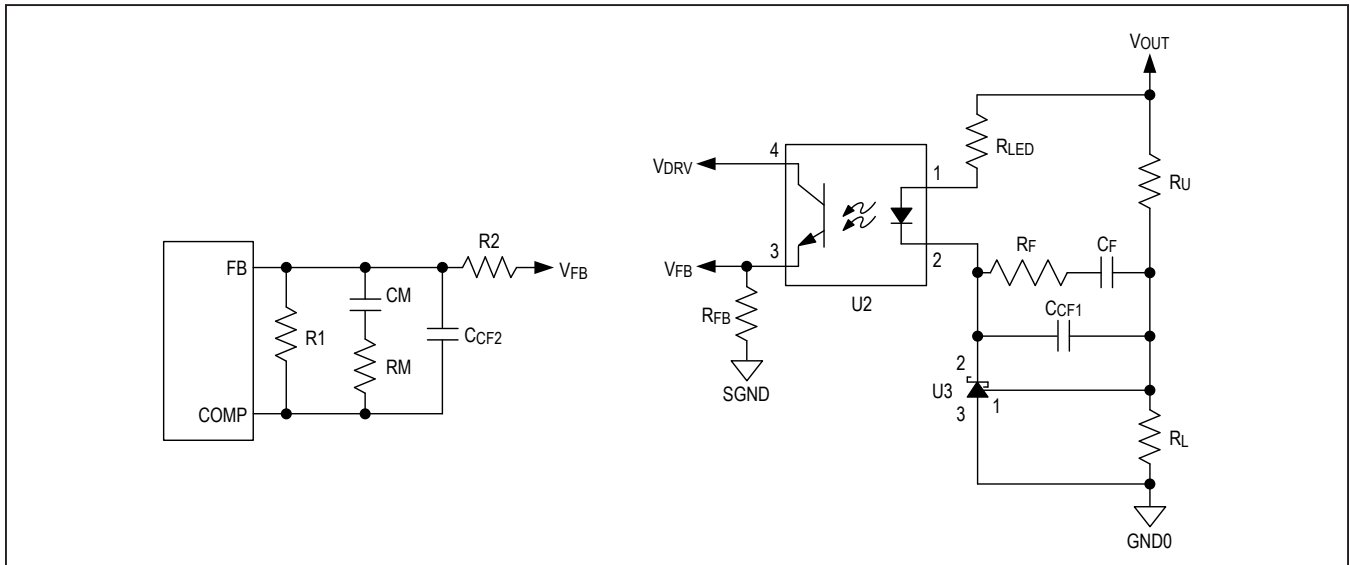 FB
COMP
R1
CM
RM
CCF2
R2
VFB
VDRV
VFB
RFB
SGND
4
3
1
2
U2
VOUT
RLED
RU
RF
CF
CCF1
2
U3
3
1
RL
GND0